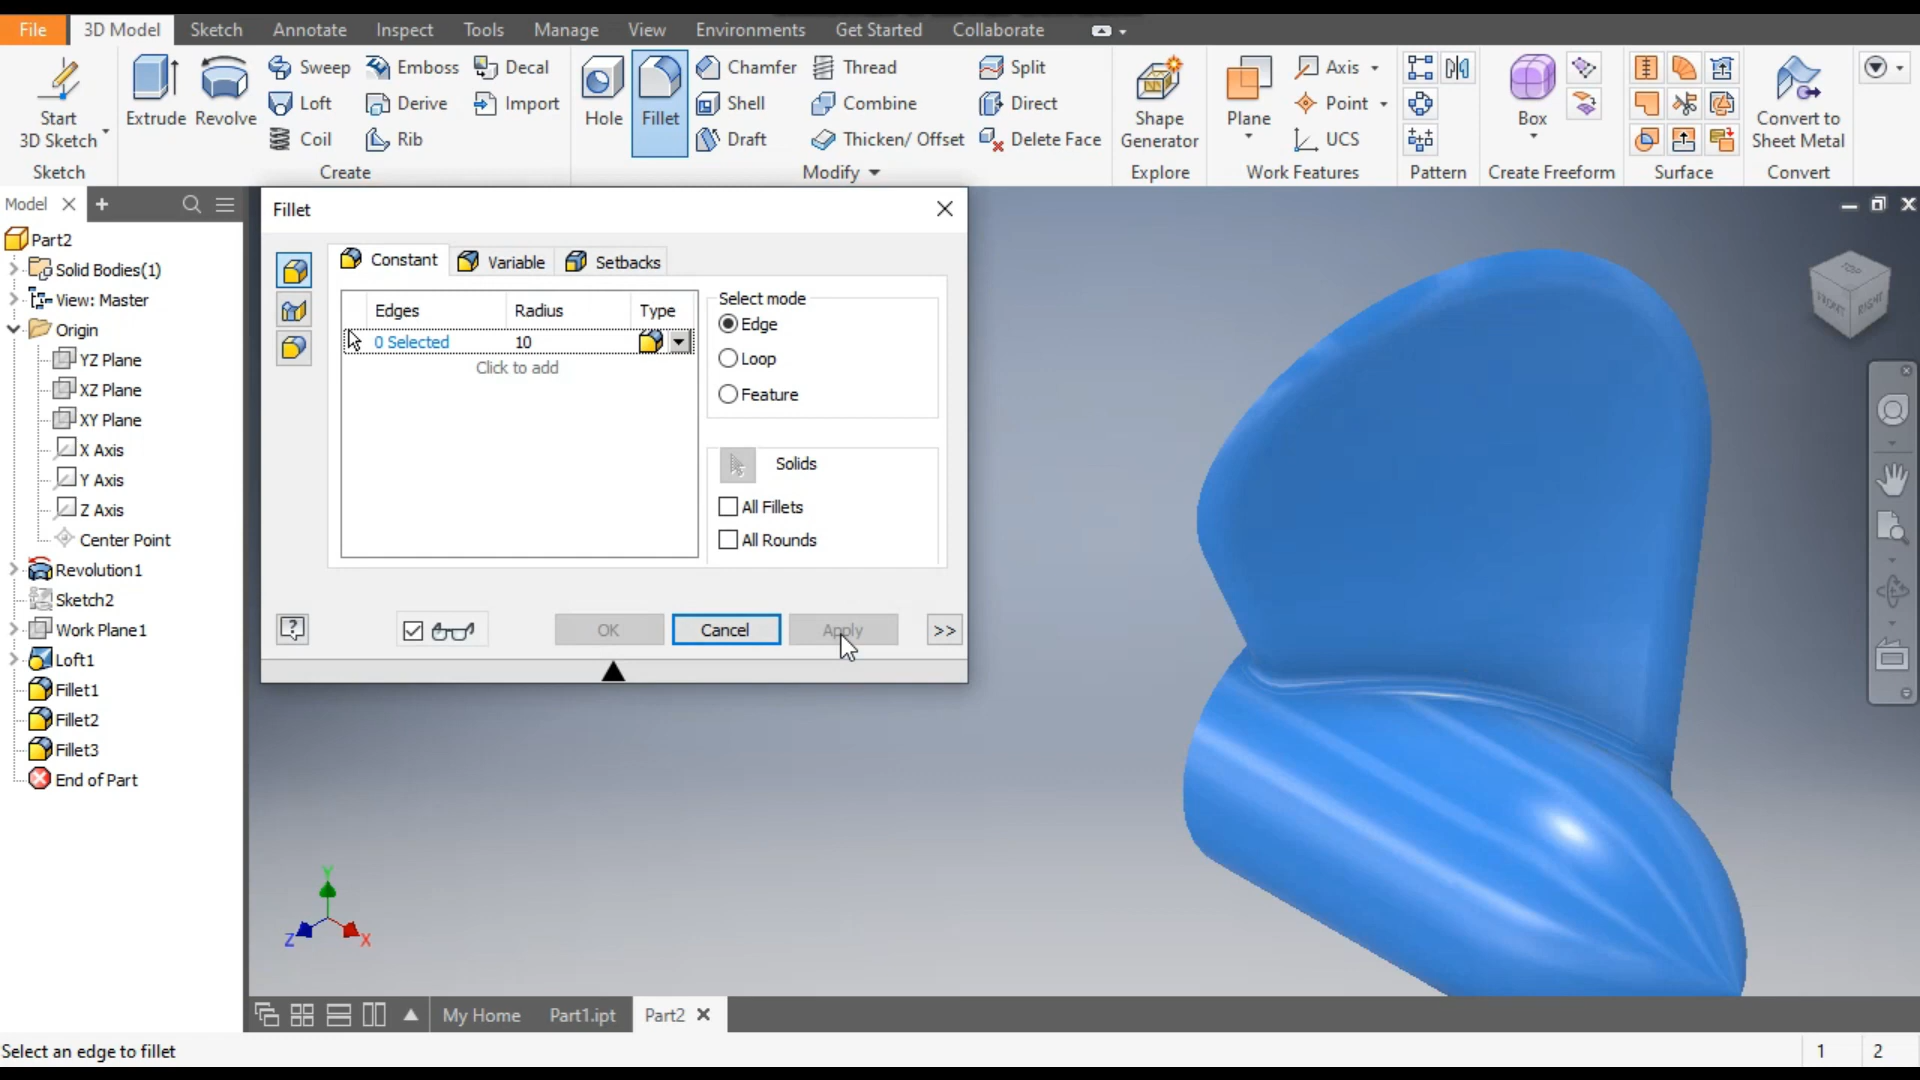 File 3D Model Sketch Annotate Inspect Tools Manage View Environments Get Started Collaborate
Start
3D Sketch
Sketch
Extrude Revolve
Sweep Emboss Decal
Loft Derive Import
Coil Rib
Create
Hole Fillet
Chamfer Thread Split
Shell Combine Direct
Draft Thicken/ Offset Delete Face
Modify
Shape
Generator
Explore
Plane
Axis
Point
UCS
Work Features
Pattern
Box
Create Freeform
Surface
Convert to
Sheet Metal
Convert
Model
Part2
Solid Bodies(1)
View: Master
Origin
YZ Plane
XZ Plane
XY Plane
X Axis
Y Axis
Z Axis
Center Point
Revolution1
Sketch2
Work Plane1
Loft1
Fillet1
Fillet2
Fillet3
End of Part
Fillet
Constant Variable Setbacks
Edges Radius Type
0 Selected 10
Click to add
Select mode
Edge
Loop
Feature
Solids
All Fillets
All Rounds
OK Cancel Apply >>
TOP
FRONT RIGHT
Y
Z X
My Home Part1.ipt Part2
Select an edge to fillet 1 2